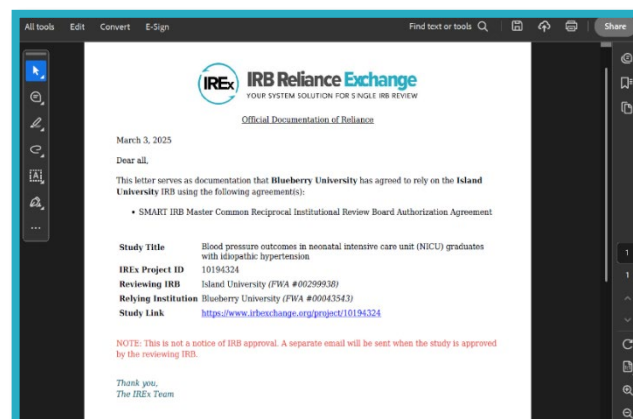 All tools Edit Convert E-Sign Find text or tools Share
IREx IRB Reliance Exchange
YOUR SYSTEM SOLUTION FOR SINGLE IRB REVIEW
Official Documentation of Reliance
March 3, 2025
Dear all,
This letter serves as documentation that Blueberry University has agreed to rely on the Island
University IRB using the following agreement(s):
• SMART IRB Master Common Reciprocal Institutional Review Board Authorization Agreement
Study Title Blood pressure outcomes in neonatal intensive care unit (NICU) graduates
with idiopathic hypertension
IREx Project ID 10194324
Reviewing IRB Island University (FWA #00299938)
Relying Institution Blueberry University (FWA #00043543)
Study Link https://www.irbexchange.org/project/10194324
NOTE: This is not a notice of IRB approval. A separate email will be sent when the study is approved
by the reviewing IRB.
Thank you,
The IREx Team
1
1